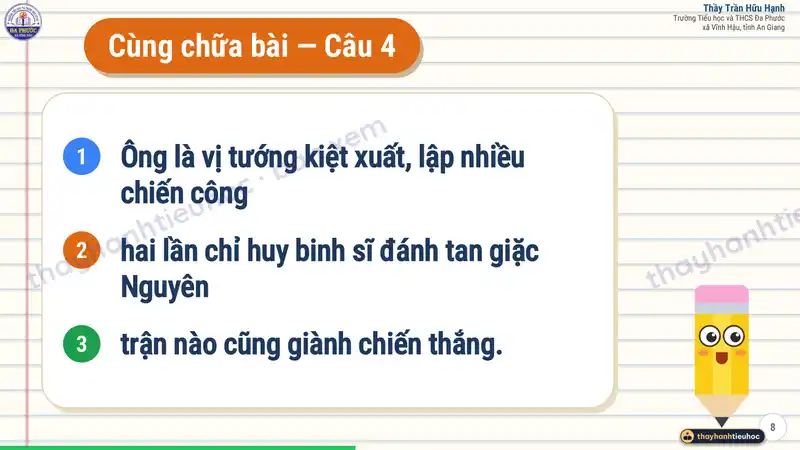 Thầy Trần Hữu Hạnh
Trường Tiểu học và THCS Đa Phước
xã Vĩnh Hậu, tỉnh An Giang
ĐA PHƯỚC
Cùng chữa bài – Câu 4
1 Ông là vị tướng kiệt xuất, lập nhiều
chiến công
2 hai lần chỉ huy binh sĩ đánh tan giặc
Nguyên
3 trận nào cũng giành chiến thắng.
thayhanhtieuhoc
8